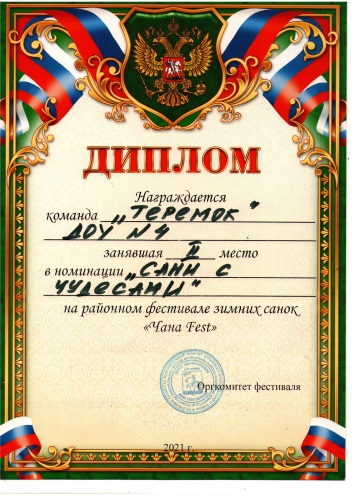 ДИПЛОМ
Награждается
команда „ТЕРЕМОК"
ДОУ N4
занявшая II место
в номинации „САНИ С
ЧУДЕСАМИ"
на районном фестивале зимних санок
«Чана Fest»
Оргкомитет фестиваля
2021 г.